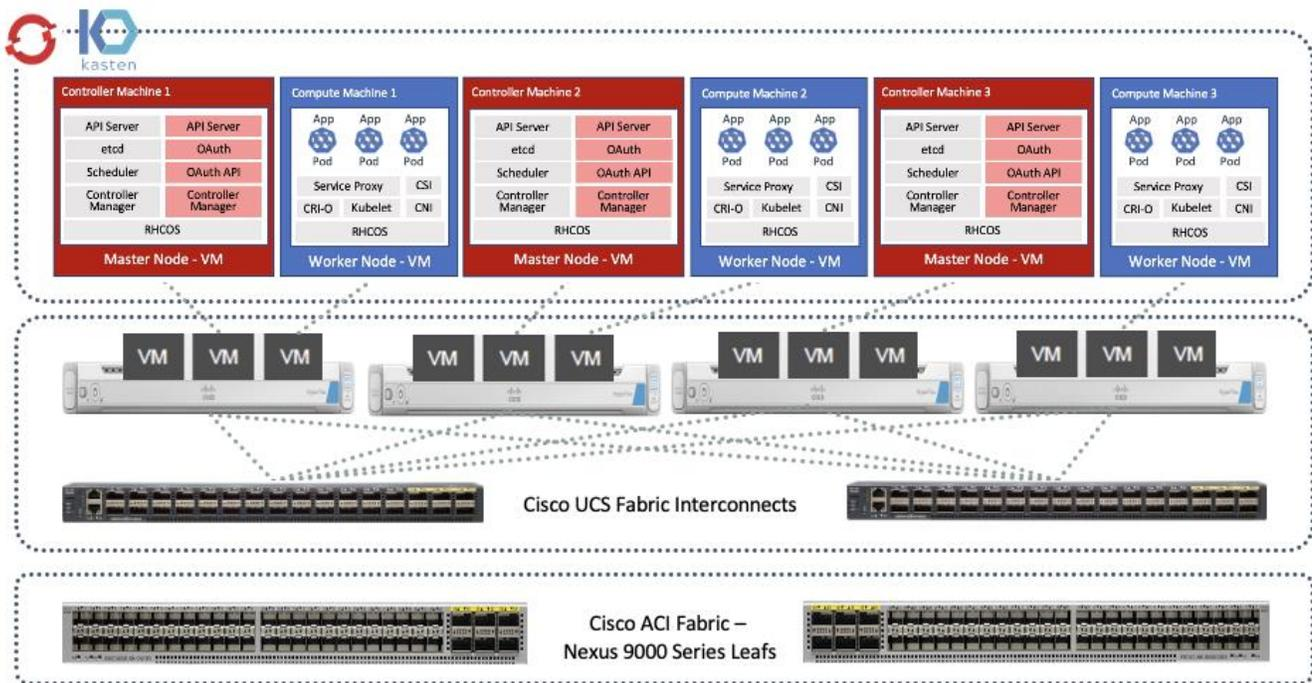 kasten
Controller Machine 1
API Server
API Server
etcd
OAuth
Scheduler
OAuth API
Controller
Manager
Controller
Manager
RHCOS
Master Node - VM
Compute Machine 1
App App App
Pod Pod Pod
Service Proxy
CSI
CRI-O
Kubelet
CNI
RHCOS
Worker Node - VM
Controller Machine 2
API Server
API Server
etcd
OAuth
Scheduler
OAuth API
Controller
Manager
Controller
Manager
RHCOS
Master Node - VM
Compute Machine 2
App App App
Pod Pod Pod
Service Proxy
CSI
CRI-O
Kubelet
CNI
RHCOS
Worker Node - VM
Controller Machine 3
API Server
API Server
etcd
OAuth
Scheduler
OAuth API
Controller
Manager
Controller
Manager
RHCOS
Master Node - VM
Compute Machine 3
App App App
Pod Pod Pod
Service Proxy
CSI
CRI-O
Kubelet
CNI
RHCOS
Worker Node - VM
VM VM VM
VM VM VM
VM VM VM
VM VM VM
Cisco UCS Fabric Interconnects
Cisco ACI Fabric –
Nexus 9000 Series Leafs